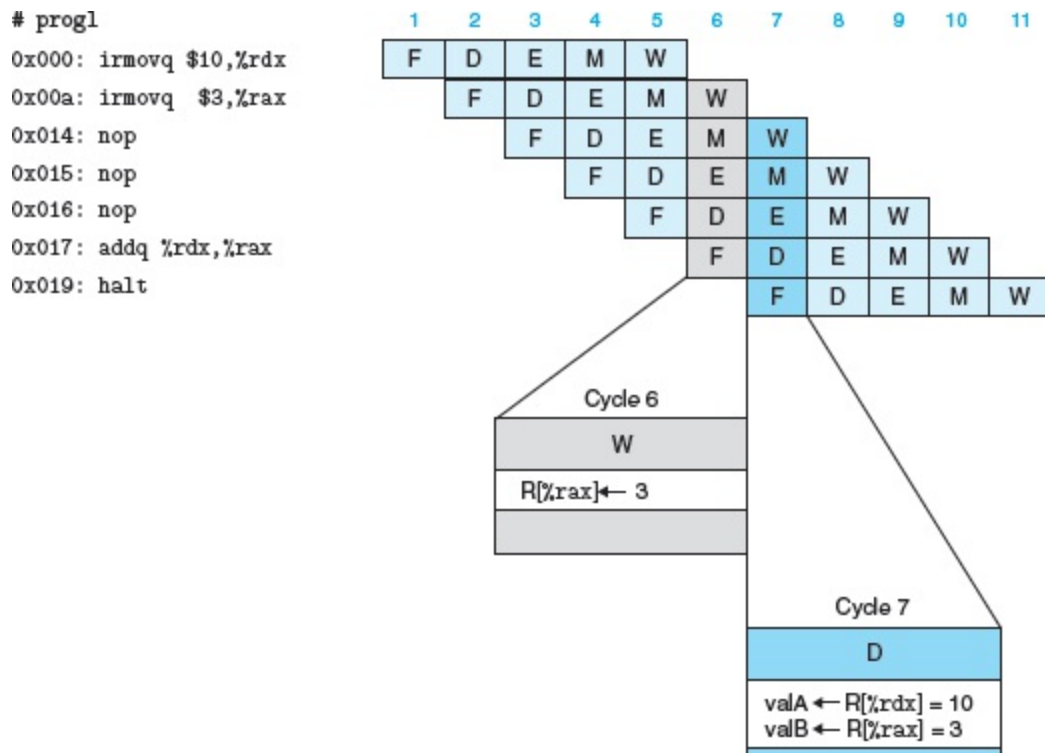 # progl 1 2 3 4 5 6 7 8 9 10 11
0x000: irmovq $10,%rdx F D E M W
0x00a: irmovq $3,%rax F D E M W
0x014: nop F D E M W
0x015: nop F D E M W
0x016: nop F D E M W
0x017: addq %rdx,%rax F D E M W
0x019: halt F D E M W
Cycle 6
W
R[%rax]← 3
Cycle 7
D
valA ← R[%rdx] = 10
valB ← R[%rax] = 3